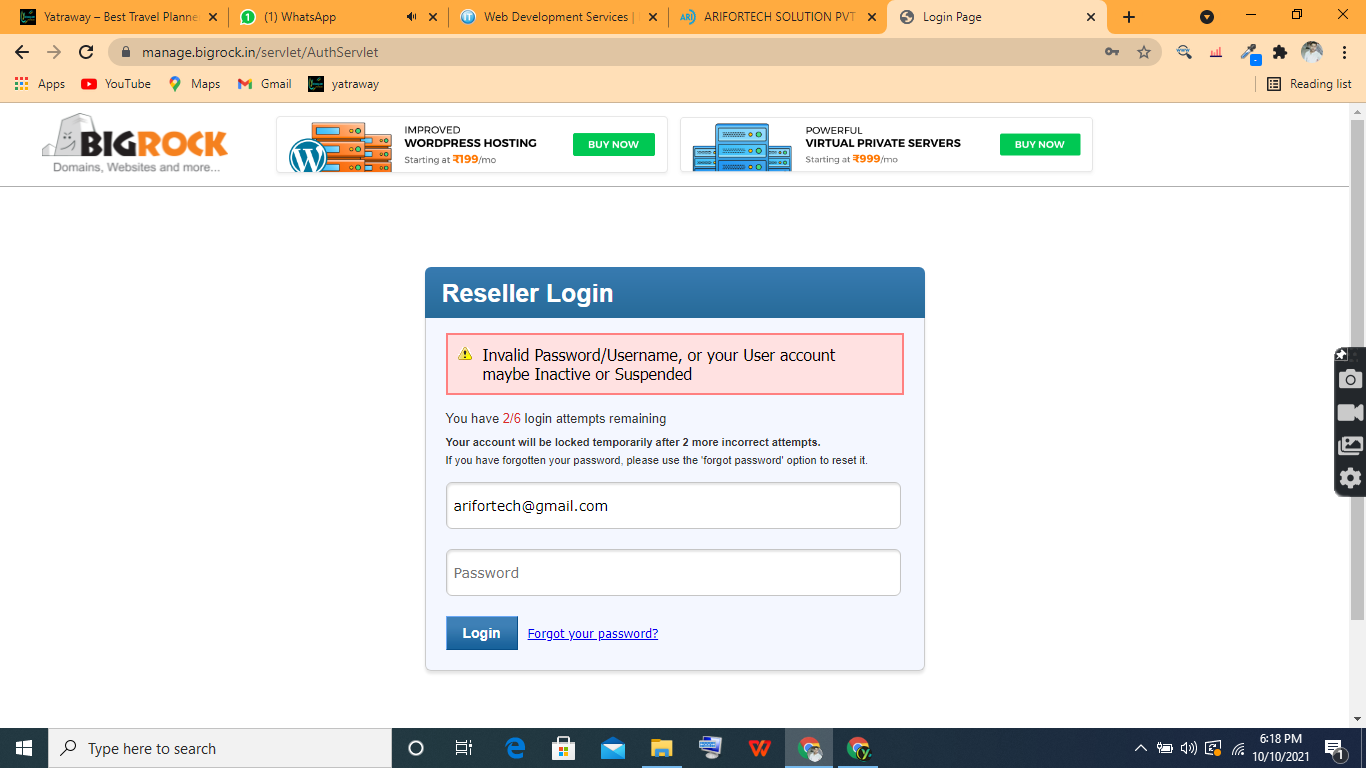 Yatraway – Best Travel Planne
(1) WhatsApp
Web Development Services |
ARIFORTECH SOLUTION PVT
Login Page
manage.bigrock.in/servlet/AuthServlet
Apps
YouTube
Maps
Gmail
yatraway
Reading list
BIGROCK
Domains, Websites and more...
IMPROVED
WORDPRESS HOSTING
Starting at ₹199/mo
BUY NOW
POWERFUL
VIRTUAL PRIVATE SERVERS
Starting at ₹999/mo
BUY NOW
Reseller Login
Invalid Password/Username, or your User account
maybe Inactive or Suspended
You have 2/6 login attempts remaining
Your account will be locked temporarily after 2 more incorrect attempts.
If you have forgotten your password, please use the 'forgot password' option to reset it.
arifortech@gmail.com
Password
Login
Forgot your password?
Type here to search
6:18 PM
10/10/2021
1